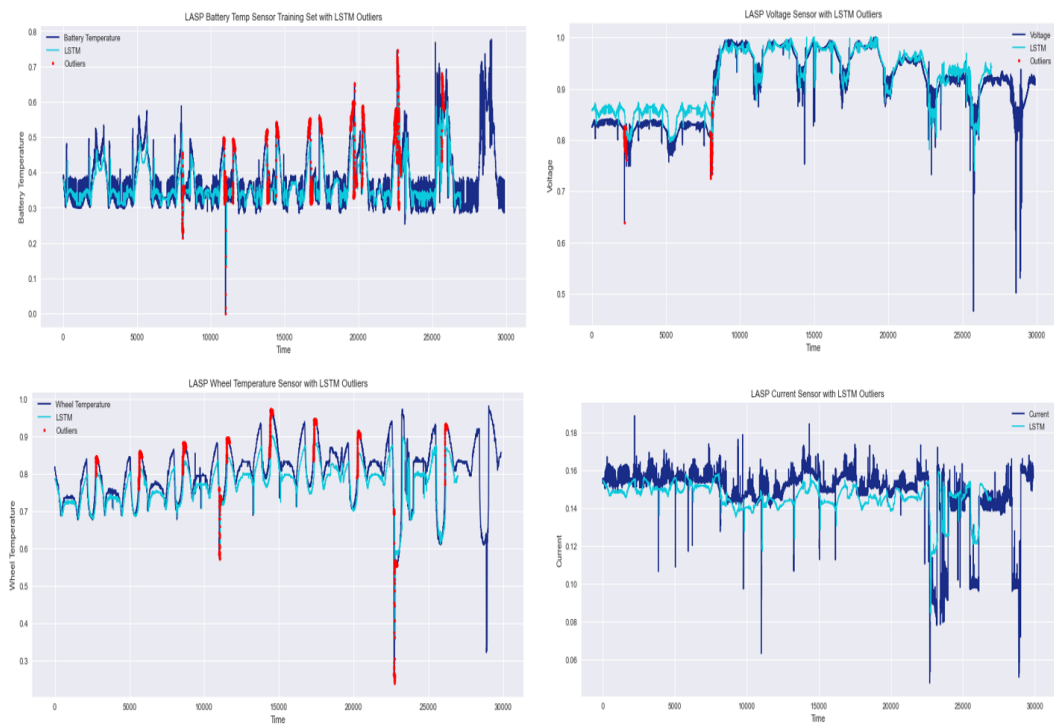 LASP Battery Temp Sensor Training Set with LSTM Outliers
0.8
0.7
0.6
0.5
0.4
0.3
0.2
0.1
0.0
Battery Temperature
Battery Temperature
LSTM
Outliers
0
5000
10000
15000
20000
25000
30000
Time
LASP Voltage Sensor with LSTM Outliers
1.0
0.9
0.8
0.7
0.6
0.5
Voltage
Voltage
LSTM
Outliers
0
5000
10000
15000
20000
25000
30000
Time
LASP Wheel Temperature Sensor with LSTM Outliers
1.0
0.9
0.8
0.7
0.6
0.5
0.4
0.3
Wheel Temperature
Wheel Temperature
LSTM
Outliers
0
5000
10000
15000
20000
25000
30000
Time
LASP Current Sensor with LSTM Outliers
0.18
0.16
0.14
0.12
0.10
0.08
0.06
Current
Current
LSTM
0
5000
10000
15000
20000
25000
30000
Time